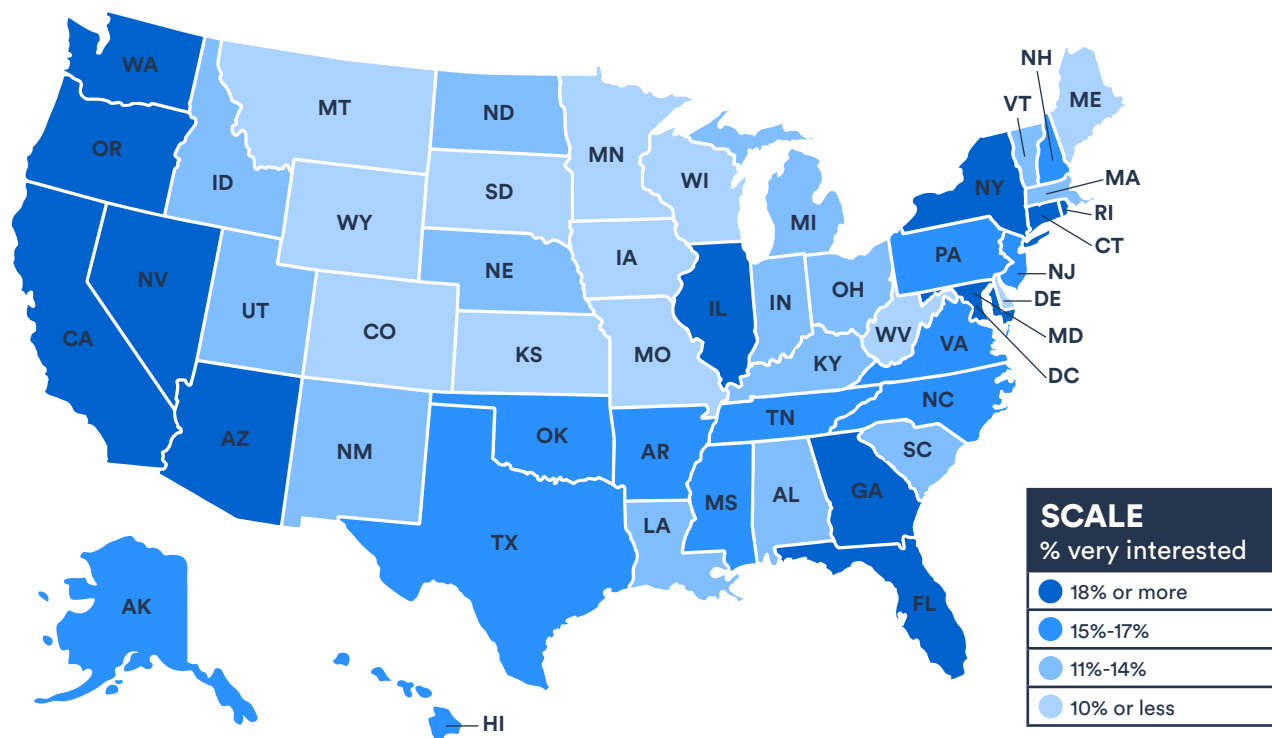 NH
WA
VT
ME
MT
ND
OR
MN
ID
WI
SD
NY
MA
WY
MI
RI
CT
PA
IA
NE
NV
NJ
OH
DE
IN
UT
IL
CO
WV
MD
CA
VA
KS
MO
KY
DC
NC
TN
OK
AZ
NM
AR
SC
GA
AL
MS
LA
TX
SCALE
% very interested
18% or more
FL
AK
15%-17%
11%-14%
10% or less
HI